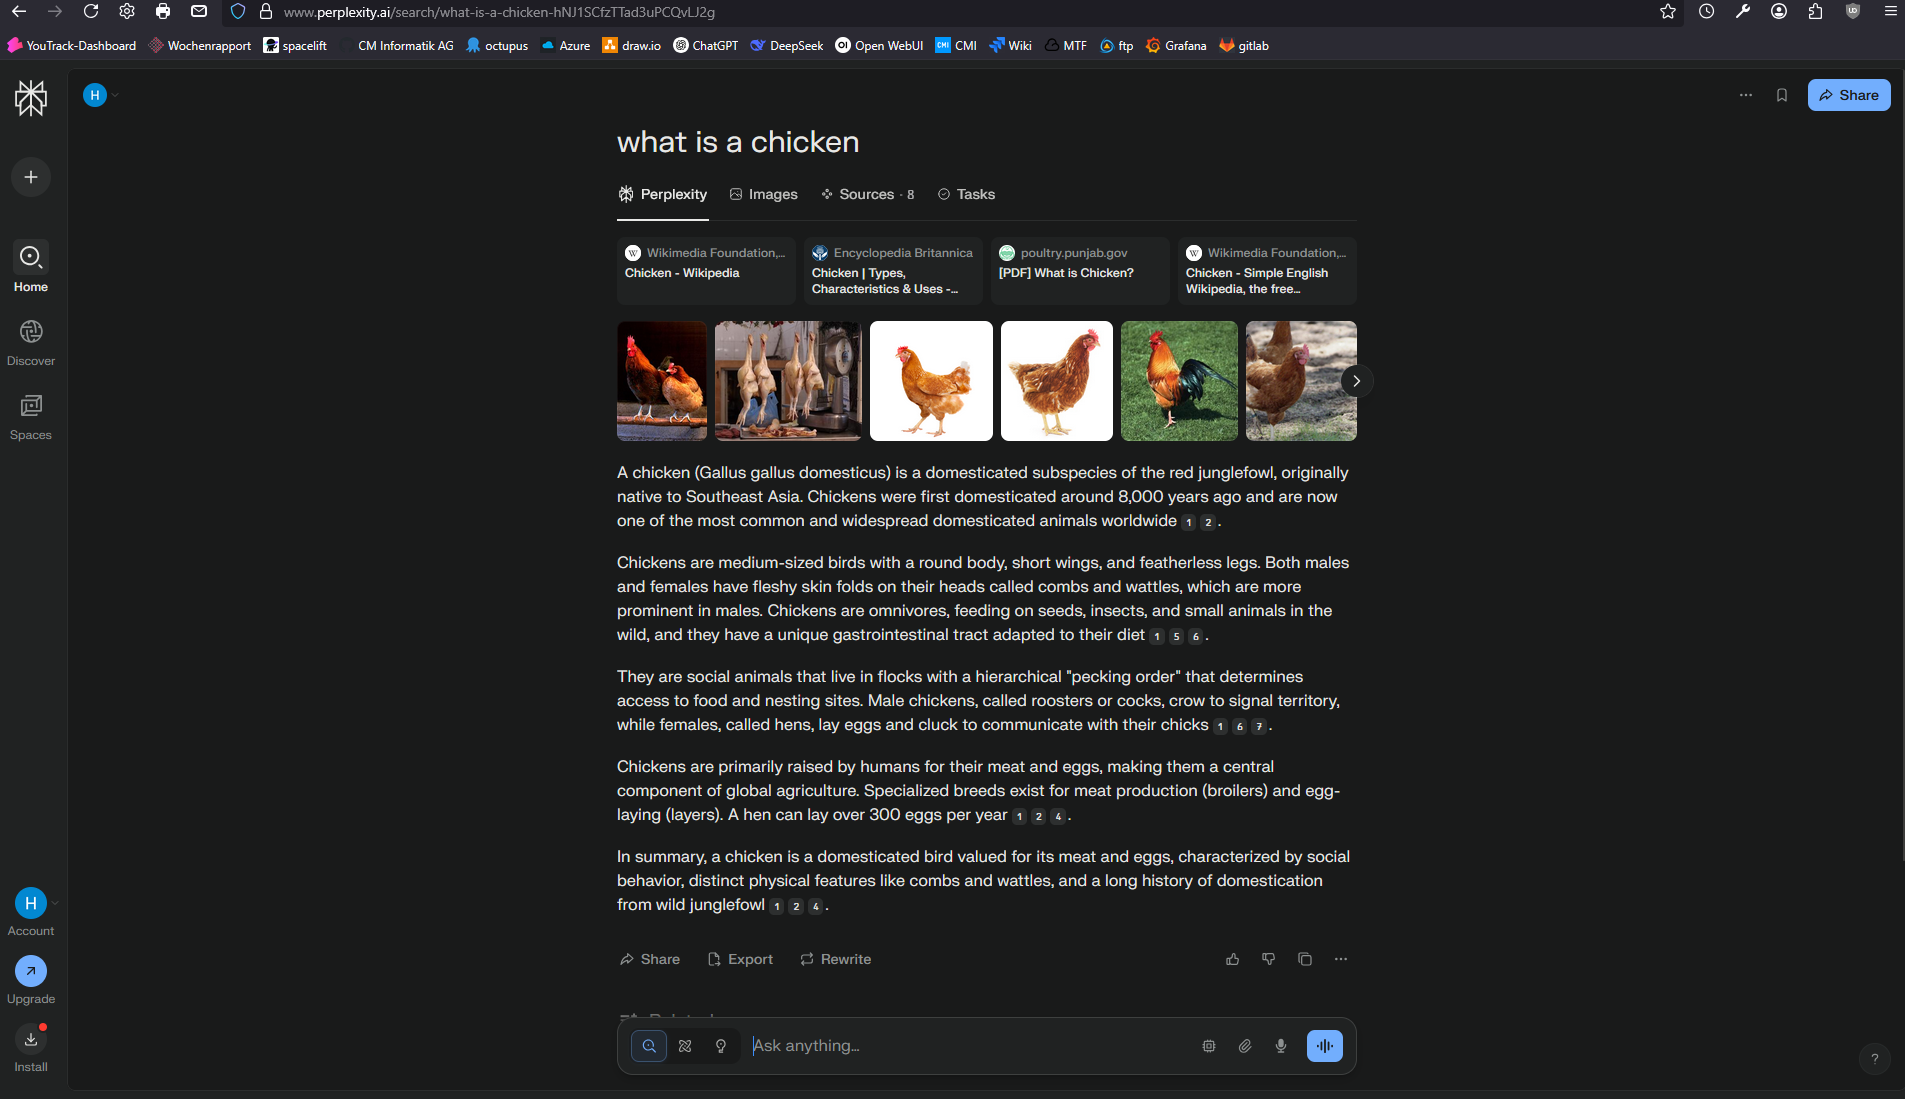 www.perplexity.ai/search/what-is-a-chicken-hNJ1SCfzTTad3uPCQvLJ2g
YouTrack-Dashboard Wochenrapport spacelift CM Informatik AG octupus Azure draw.io ChatGPT DeepSeek Open WebUI CMI Wiki MTF ftp Grafana gitlab
H
Share
what is a chicken
Perplexity Images Sources · 8 Tasks
Wikimedia Foundation,...
Chicken - Wikipedia
Encyclopedia Britannica
Chicken | Types,
Characteristics & Uses -...
poultry.punjab.gov
[PDF] What is Chicken?
Wikimedia Foundation,...
Chicken - Simple English
Wikipedia, the free...
Home
Discover
Spaces
A chicken (Gallus gallus domesticus) is a domesticated subspecies of the red junglefowl, originally
native to Southeast Asia. Chickens were first domesticated around 8,000 years ago and are now
one of the most common and widespread domesticated animals worldwide 1 2 .
Chickens are medium-sized birds with a round body, short wings, and featherless legs. Both males
and females have fleshy skin folds on their heads called combs and wattles, which are more
prominent in males. Chickens are omnivores, feeding on seeds, insects, and small animals in the
wild, and they have a unique gastrointestinal tract adapted to their diet 1 5 6 .
They are social animals that live in flocks with a hierarchical "pecking order" that determines
access to food and nesting sites. Male chickens, called roosters or cocks, crow to signal territory,
while females, called hens, lay eggs and cluck to communicate with their chicks 1 6 7 .
Chickens are primarily raised by humans for their meat and eggs, making them a central
component of global agriculture. Specialized breeds exist for meat production (broilers) and egg-
laying (layers). A hen can lay over 300 eggs per year 1 2 4 .
In summary, a chicken is a domesticated bird valued for its meat and eggs, characterized by social
behavior, distinct physical features like combs and wattles, and a long history of domestication
from wild junglefowl 1 2 4 .
Share Export Rewrite
Ask anything...
H
Account
Upgrade
Install
?